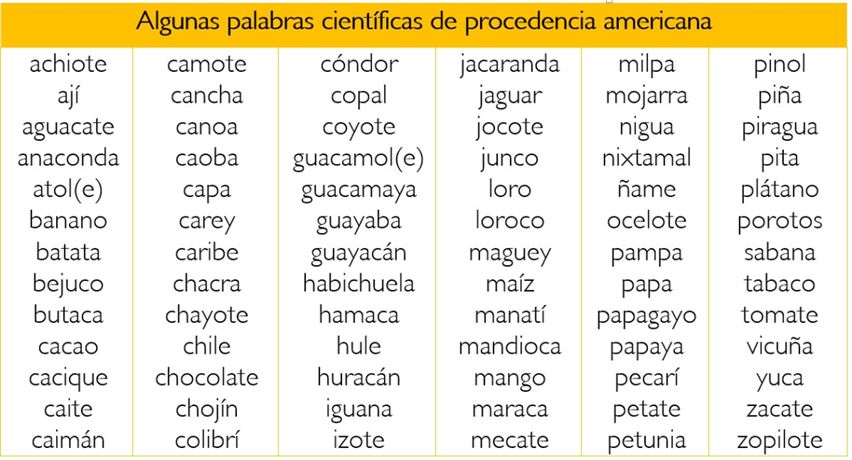 Algunas palabras científicas de procedencia americana
achiote camote cóndor jacaranda milpa pinol
ají cancha copal jaguar mojarra piña
aguacate canoa coyote jocote nigua piragua
anaconda caoba guacamol(e) junco nixtamal pita
atol(e) capa guacamaya loro ñame plátano
banano carey guayaba loroco ocelote porotos
batata caribe guayacán maguey pampa sabana
bejuco chacra habichuela maíz papa tabaco
butaca chayote hamaca manatí papagayo tomate
cacao chile hule mandioca papaya vicuña
cacique chocolate huracán mango pecarí yuca
caite chojín iguana maraca petate zacate
caimán colibrí izote mecate petunia zopilote